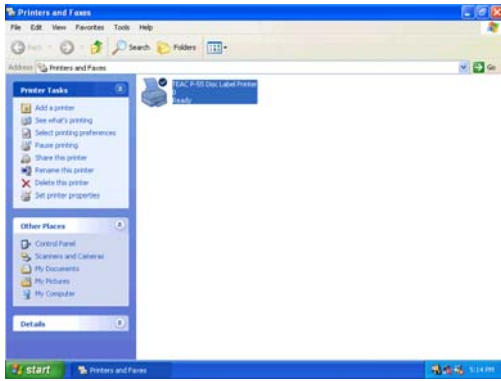 Printers and Faxes
File Edit View Favorites Tools Help
Back Search Folders
Address Printers and Faxes Go
Printer Tasks
Add a printer
See what's printing
Select printing preferences
Pause printing
Share this printer
Rename this printer
Delete this printer
Set printer properties
Other Places
Control Panel
Scanners and Cameras
My Documents
My Pictures
My Computer
Details
TEAC P-55 Disc Label Printer
0
Ready
start Printers and Faxes 5:14 PM